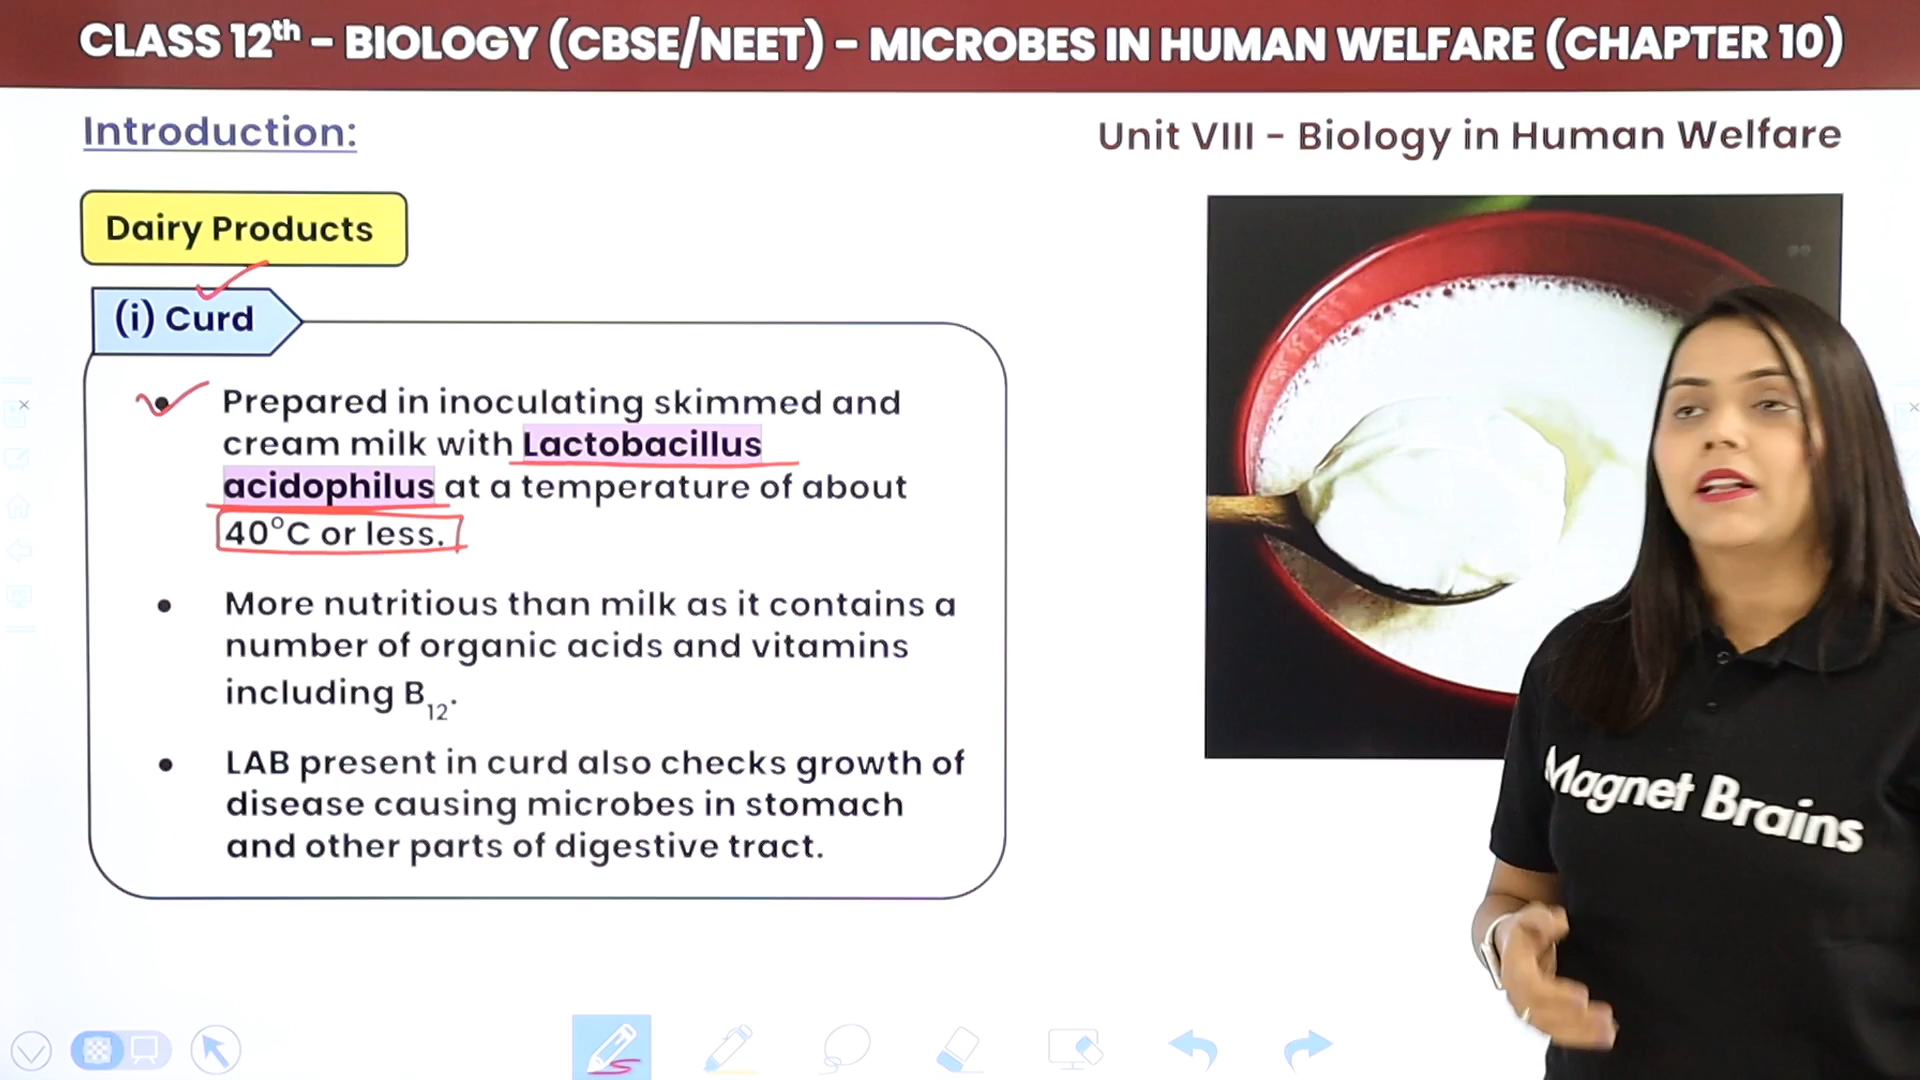 CLASS 12th - BIOLOGY (CBSE/NEET) - MICROBES IN HUMAN WELFARE (CHAPTER 10)
Introduction:
Unit VIII - Biology in Human Welfare
Dairy Products
(i) Curd
• Prepared in inoculating skimmed and
cream milk with Lactobacillus
acidophilus at a temperature of about
40°C or less.
• More nutritious than milk as it contains a
number of organic acids and vitamins
including B12.
• LAB present in curd also checks growth of
disease causing microbes in stomach
and other parts of digestive tract.
Magnet Brains